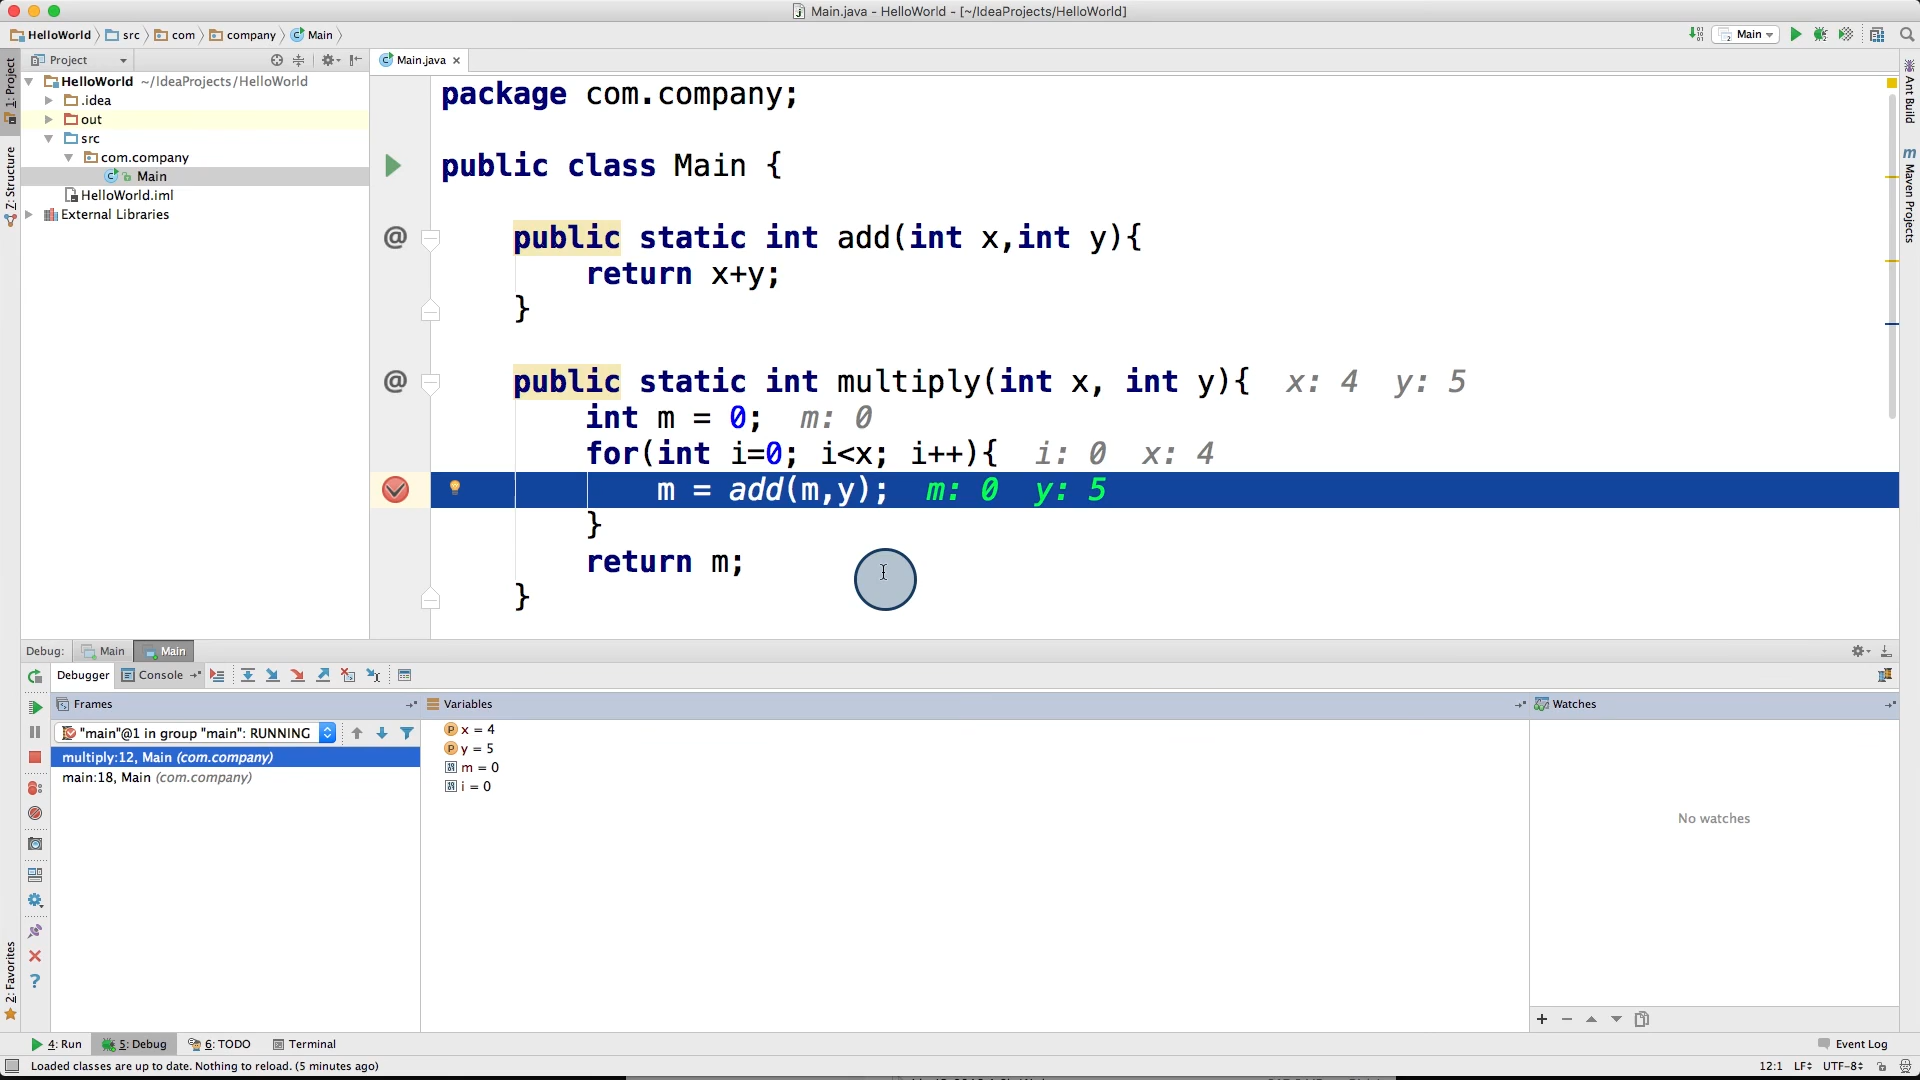 Main.java - HelloWorld - [~/IdeaProjects/HelloWorld]
HelloWorld src com company Main
Main
1: Project
Project
Main.java
HelloWorld ~/IdeaProjects/HelloWorld
.idea
out
src
com.company
Main
HelloWorld.iml
External Libraries
Z: Structure
2: Favorites
Ant Build
Maven Projects
package com.company;
public class Main {
public static int add(int x,int y){
return x+y;
}
public static int multiply(int x, int y){ x: 4 y: 5
int m = 0; m: 0
for(int i=0; i<x; i++){ i: 0 x: 4
m = add(m,y); m: 0 y: 5
}
return m;
}
Debug: Main Main
Debugger Console
Frames
Variables
Watches
"main"@1 in group "main": RUNNING
multiply:12, Main (com.company)
main:18, Main (com.company)
x = 4
y = 5
m = 0
i = 0
No watches
4: Run 5: Debug 6: TODO Terminal Event Log
Loaded classes are up to date. Nothing to reload. (5 minutes ago) 12:1 LF UTF-8